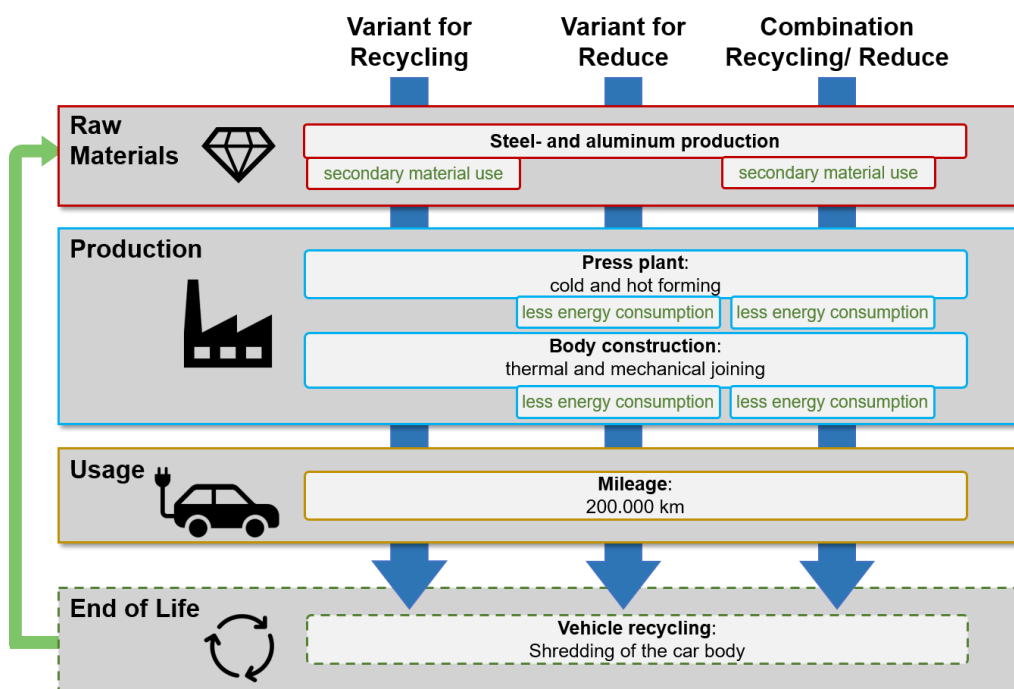 Variant for
Recycling
Variant for
Reduce
Combination
Recycling/ Reduce
Raw
Materials
Steel- and aluminum production
secondary material use
secondary material use
Production
Press plant:
cold and hot forming
less energy consumption
less energy consumption
Body construction:
thermal and mechanical joining
less energy consumption
less energy consumption
Usage
Mileage:
200.000 km
End of Life
Vehicle recycling:
Shredding of the car body